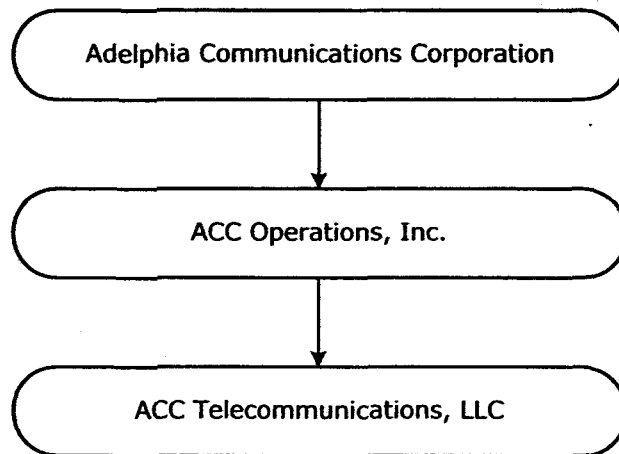 Adelphia Communications Corporation
ACC Operations, Inc.
ACC Telecommunications, LLC